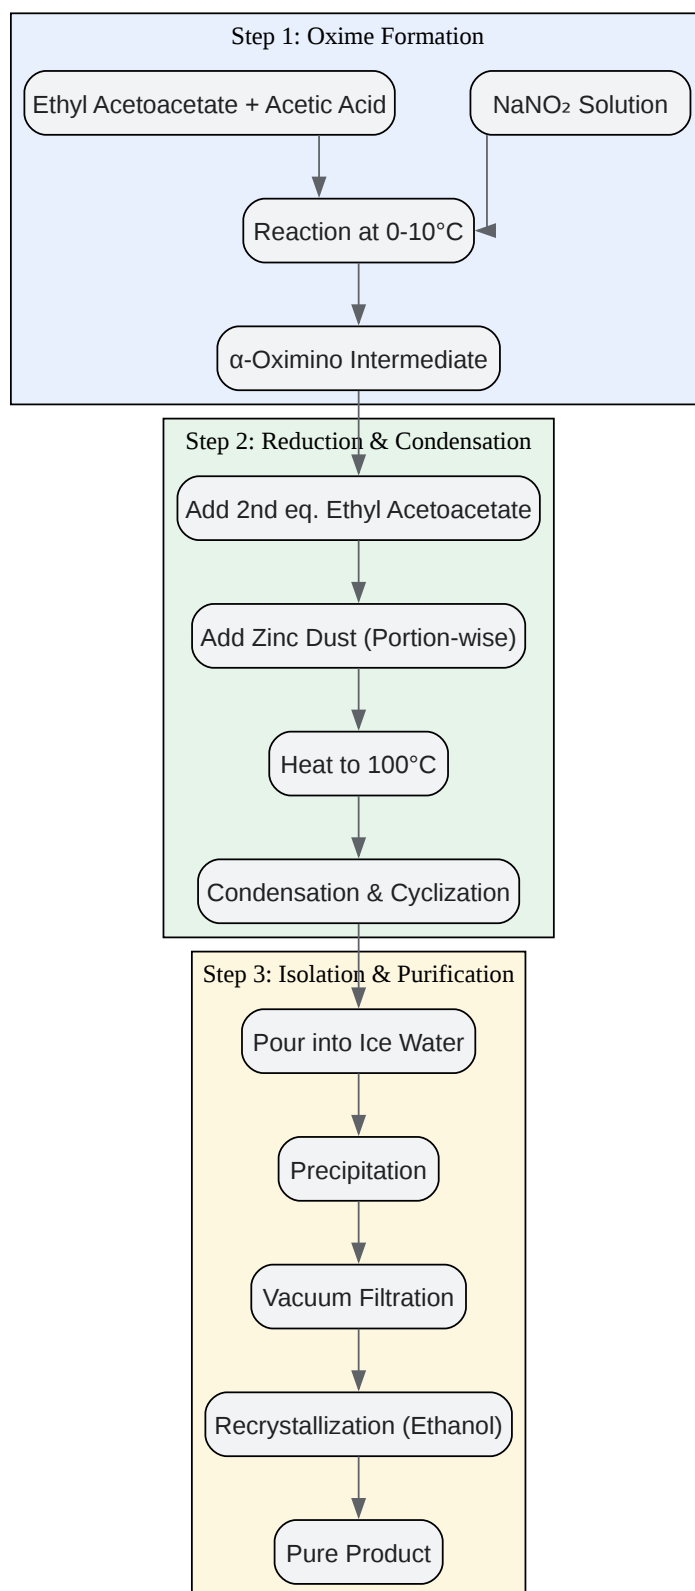 Step 1: Oxime Formation
Ethyl Acetoacetate + Acetic Acid
NaNO₂ Solution
Reaction at 0-10°C
α-Oximino Intermediate
Step 2: Reduction & Condensation
Add 2nd eq. Ethyl Acetoacetate
Add Zinc Dust (Portion-wise)
Heat to 100°C
Condensation & Cyclization
Step 3: Isolation & Purification
Pour into Ice Water
Precipitation
Vacuum Filtration
Recrystallization (Ethanol)
Pure Product